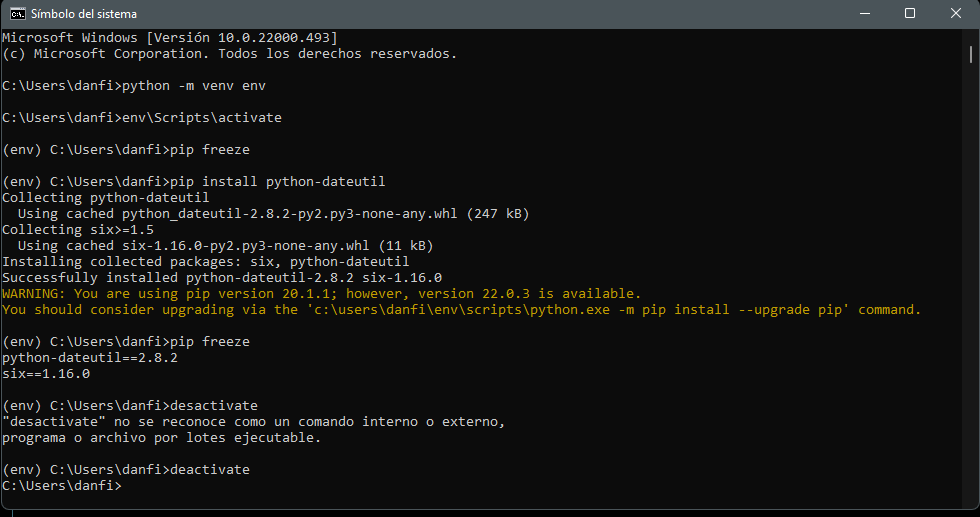 Símbolo del sistema
Microsoft Windows [Versión 10.0.22000.493]
(c) Microsoft Corporation. Todos los derechos reservados.
C:\Users\danfi>python -m venv env
C:\Users\danfi>env\Scripts\activate
(env) C:\Users\danfi>pip freeze
(env) C:\Users\danfi>pip install python-dateutil
Collecting python-dateutil
  Using cached python_dateutil-2.8.2-py2.py3-none-any.whl (247 kB)
Collecting six>=1.5
  Using cached six-1.16.0-py2.py3-none-any.whl (11 kB)
Installing collected packages: six, python-dateutil
Successfully installed python-dateutil-2.8.2 six-1.16.0
WARNING: You are using pip version 20.1.1; however, version 22.0.3 is available.
You should consider upgrading via the 'c:\users\danfi\env\scripts\python.exe -m pip install --upgrade pip' command.
(env) C:\Users\danfi>pip freeze
python-dateutil==2.8.2
six==1.16.0
(env) C:\Users\danfi>desactivate
"desactivate" no se reconoce como un comando interno o externo,
programa o archivo por lotes ejecutable.
(env) C:\Users\danfi>deactivate
C:\Users\danfi>